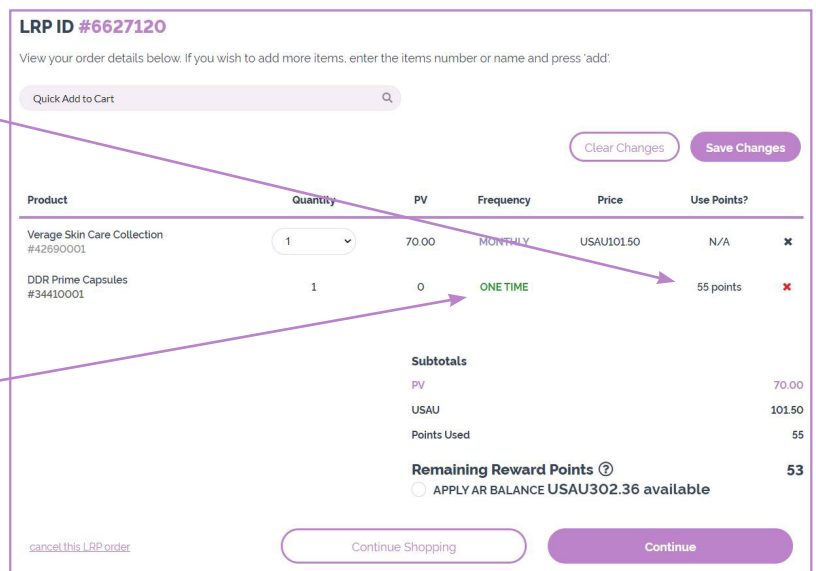 LRP ID #6627120
View your order details below. If you wish to add more items, enter the items number or name and press 'add'.
Quick Add to Cart
Clear Changes
Save Changes
Product Quantity PV Frequency Price Use Points?
Verage Skin Care Collection
#42690001
1 70.00 MONTHLY USAU101.50 N/A ×
DDR Prime Capsules
#34410001
1 0 ONE TIME 55 points ×
Subtotals
PV 70.00
USAU 101.50
Points Used 55
Remaining Reward Points ? 53
APPLY AR BALANCE USAU302.36 available
cancel this LRP order
Continue Shopping
Continue